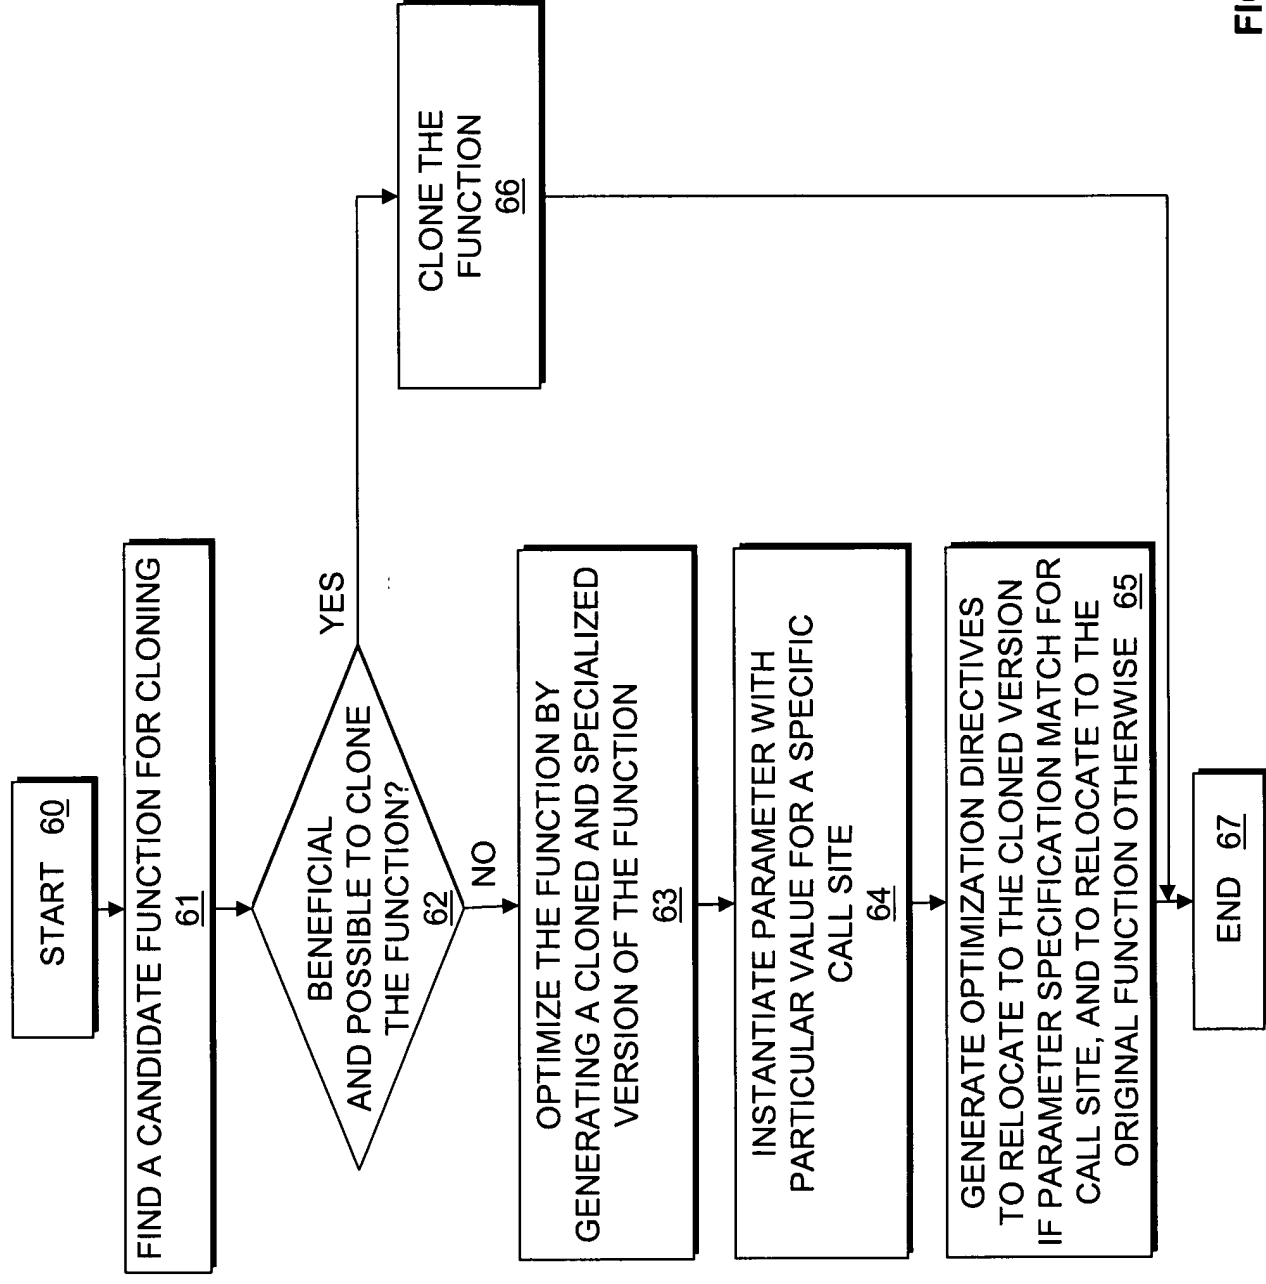 START 60
FIND A CANDIDATE FUNCTION FOR CLONING
61
BENEFICIAL
AND POSSIBLE TO CLONE
THE FUNCTION?
62
YES
NO
CLONE THE
FUNCTION
66
OPTIMIZE THE FUNCTION BY
GENERATING A CLONED AND SPECIALIZED
VERSION OF THE FUNCTION
63
INSTANTIATE PARAMETER WITH
PARTICULAR VALUE FOR A SPECIFIC
CALL SITE
64
GENERATE OPTIMIZATION DIRECTIVES
TO RELOCATE TO THE CLONED VERSION
IF PARAMETER SPECIFICATION MATCH FOR
CALL SITE, AND TO RELOCATE TO THE
ORIGINAL FUNCTION OTHERWISE 65
END 67